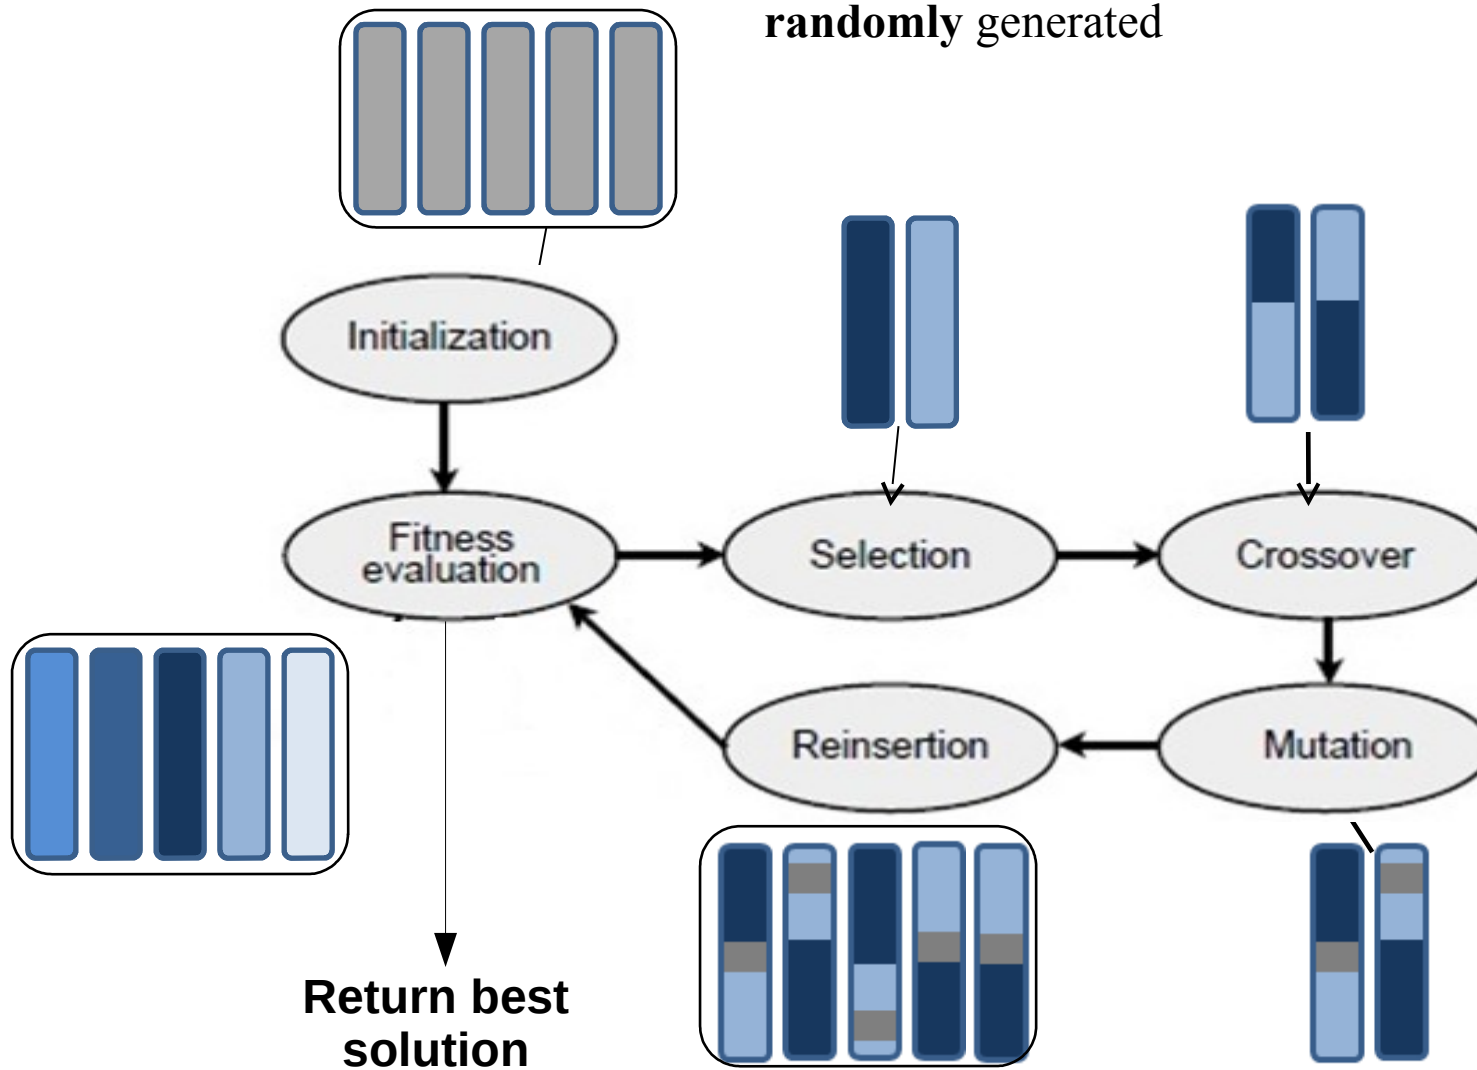 randomly generated
Initialization
Fitness
evaluation
Selection
Crossover
Reinsertion
Mutation
Return best
solution